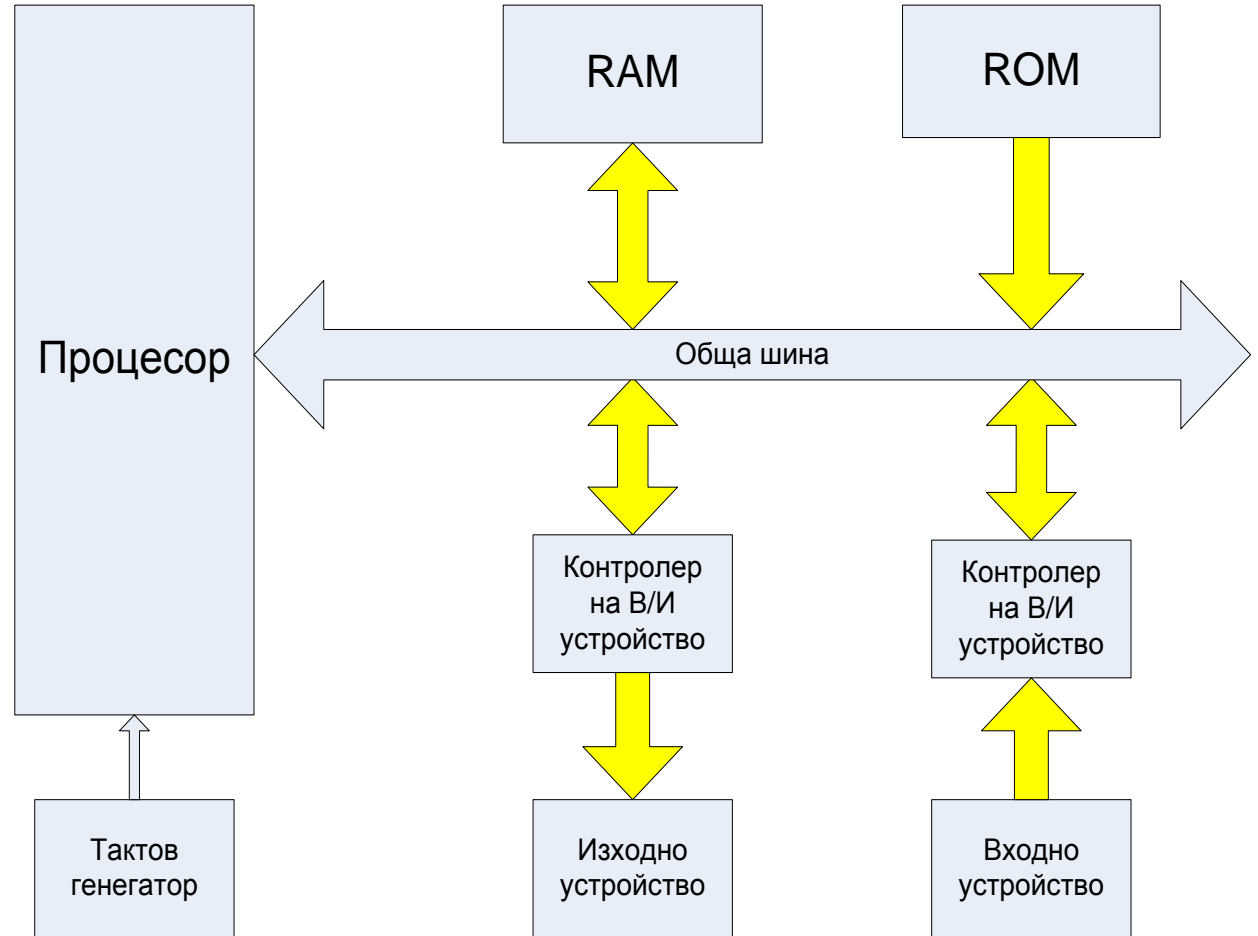 RAM
ROM
Процесор
Обща шина
Контролер
на В/И
устройство
Контролер
на В/И
устройство
Тактов
генегатор
Изходно
устройство
Входно
устройство